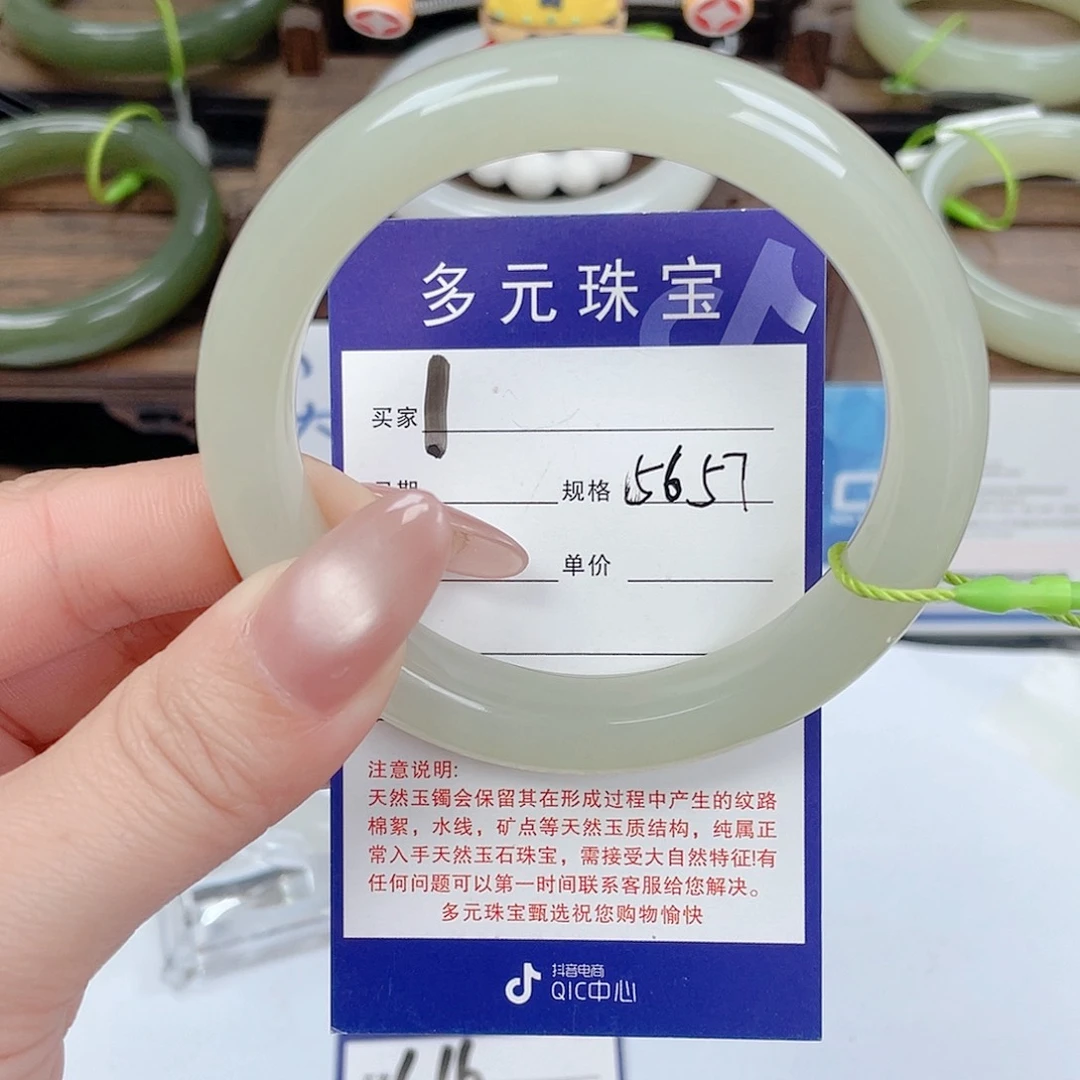 多元珠宝
买家 1
日期 规格 5657
单价
注意说明:
天然玉镯会保留其在形成过程中产生的纹路
棉絮，水线，矿点等天然玉质结构，纯属正
常入手天然玉石珠宝，需接受大自然特征!有
任何问题可以第一时间联系客服给您解决。
多元珠宝甄选祝您购物愉快
抖音电商
QIC中心